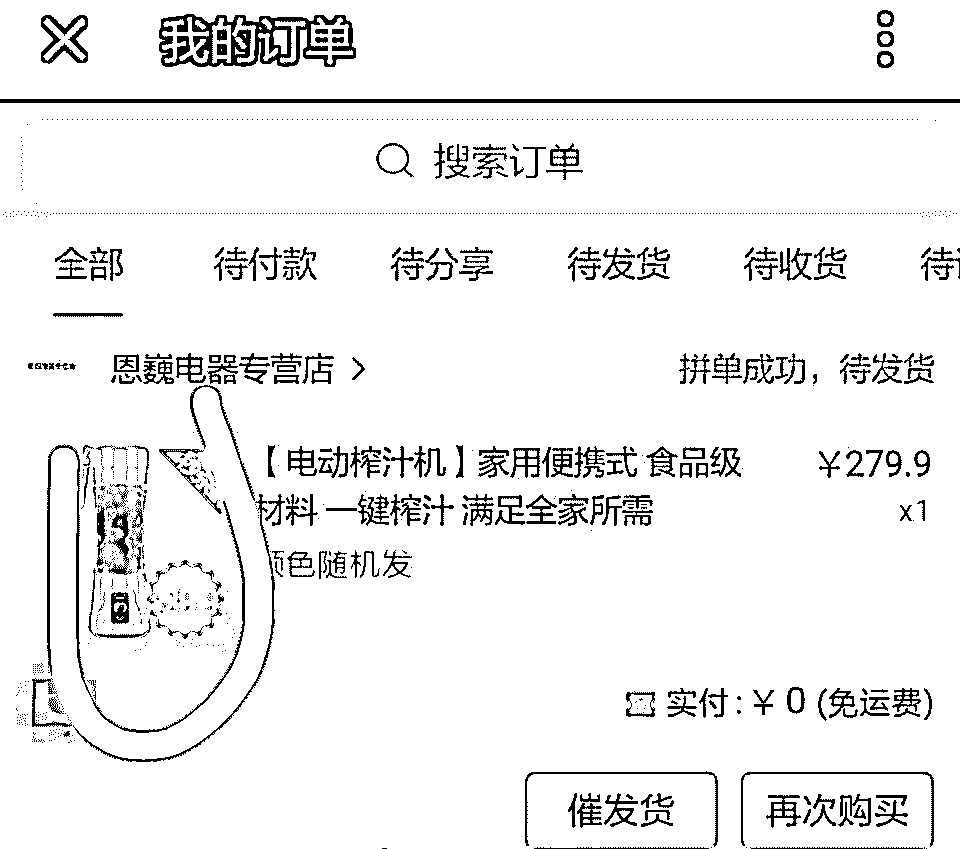 我的订单
搜索订单
全部 待付款 待分享 待发货 待收货 待
恩巍电器专营店 拼单成功，待发货
【电动榨汁机】家用便携式 食品级 ￥279.9
材料 一键榨汁 满足全家所需 x1
颜色随机发
实付:￥0 (免运费)
催发货 再次购买